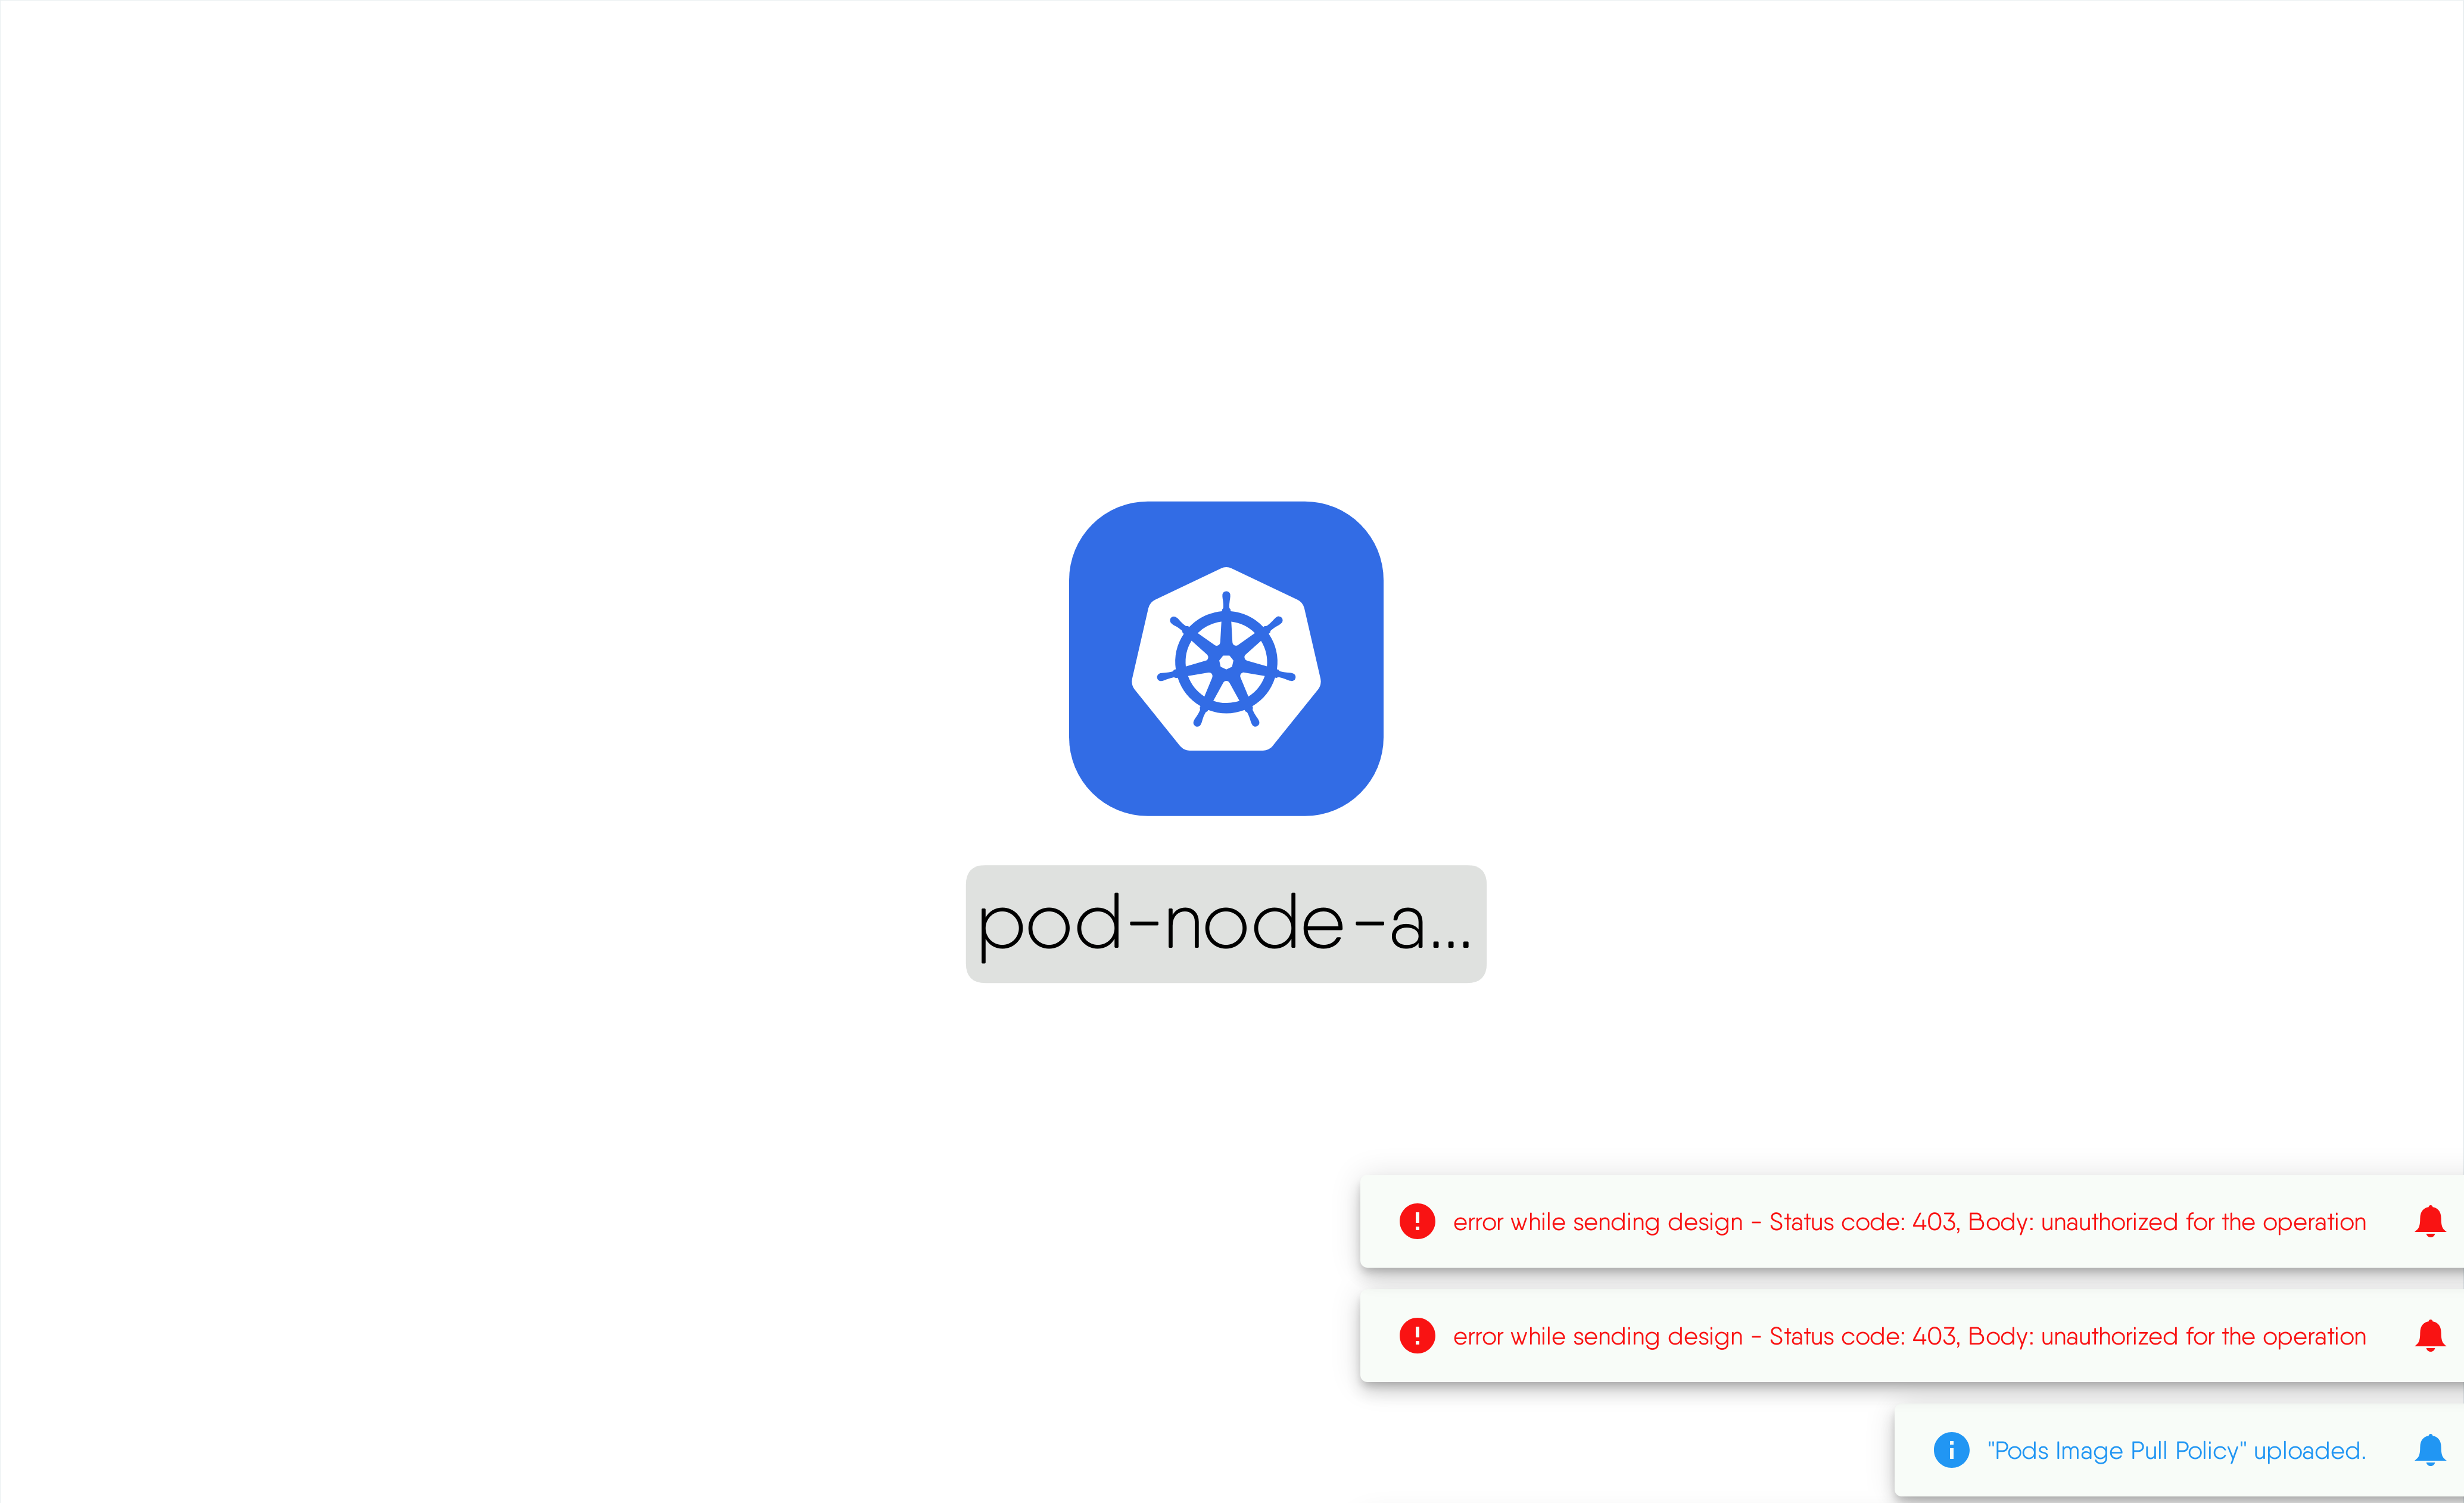 pod-node-a...
error while sending design - Status code: 403, Body: unauthorized for the operation
error while sending design - Status code: 403, Body: unauthorized for the operation
"Pods Image Pull Policy" uploaded.